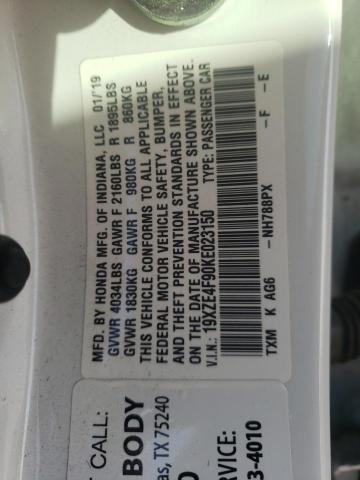 MFD. BY HONDA MFG. OF INDIANA, LLC 01/'19
GVWR 4034LBS GAWR F 2160LBS R 1895LBS
GVWR 1830KG GAWR F 980KG R 860KG
THIS VEHICLE CONFORMS TO ALL APPLICABLE
FEDERAL MOTOR VEHICLE SAFETY, BUMPER,
AND THEFT PREVENTION STANDARDS IN EFFECT
ON THE DATE OF MANUFACTURE SHOWN ABOVE.
V.I.N.: 19XZE4F90KE023150 TYPE: PASSENGER CAR
NH788PX
TXM K AG6 -F -E
T CALL:
BODY
as, TX 75240
RVICE:
3-4010